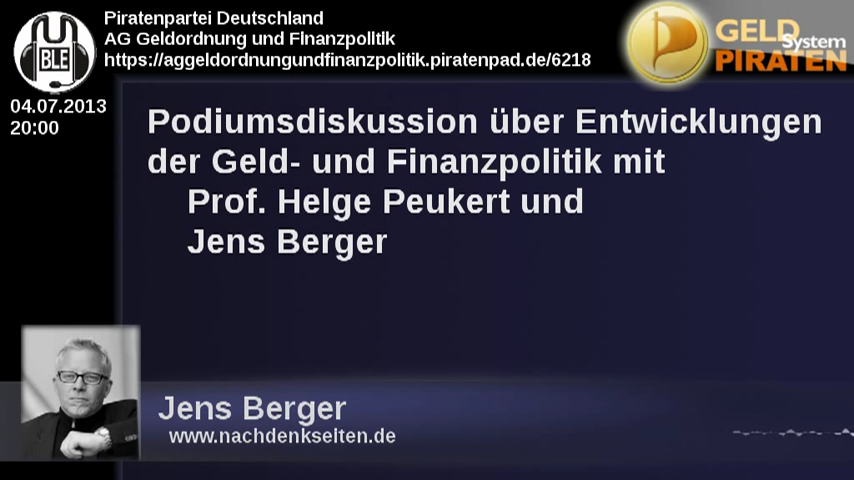 Piratenpartei Deutschland
AG Geldordnung und Finanzpolitik
https://aggeldordnungundfinanzpolitik.piratenpad.de/6218
BLE
GELD
System
PIRATEN
04.07.2013
20:00
Podiumsdiskussion über Entwicklungen
der Geld- und Finanzpolitik mit
Prof. Helge Peukert und
Jens Berger
Jens Berger
www.nachdenkseiten.de